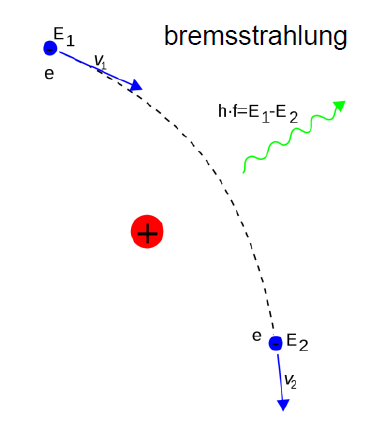 bremsstrahlung
E1
v1
e
h·f=E1-E2
+
e
E2
v2